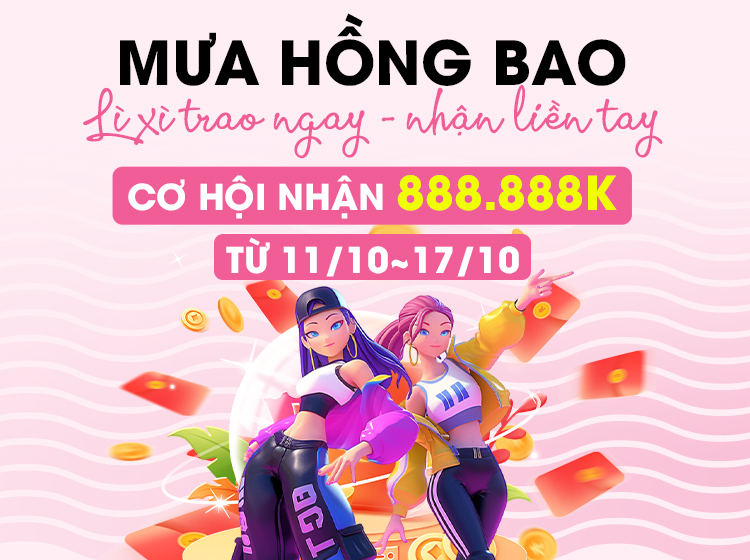 MƯA HỒNG BAO
Lì xì trao ngay - nhận liền tay
CƠ HỘI NHẬN 888.888K
TỪ 11/10~17/10